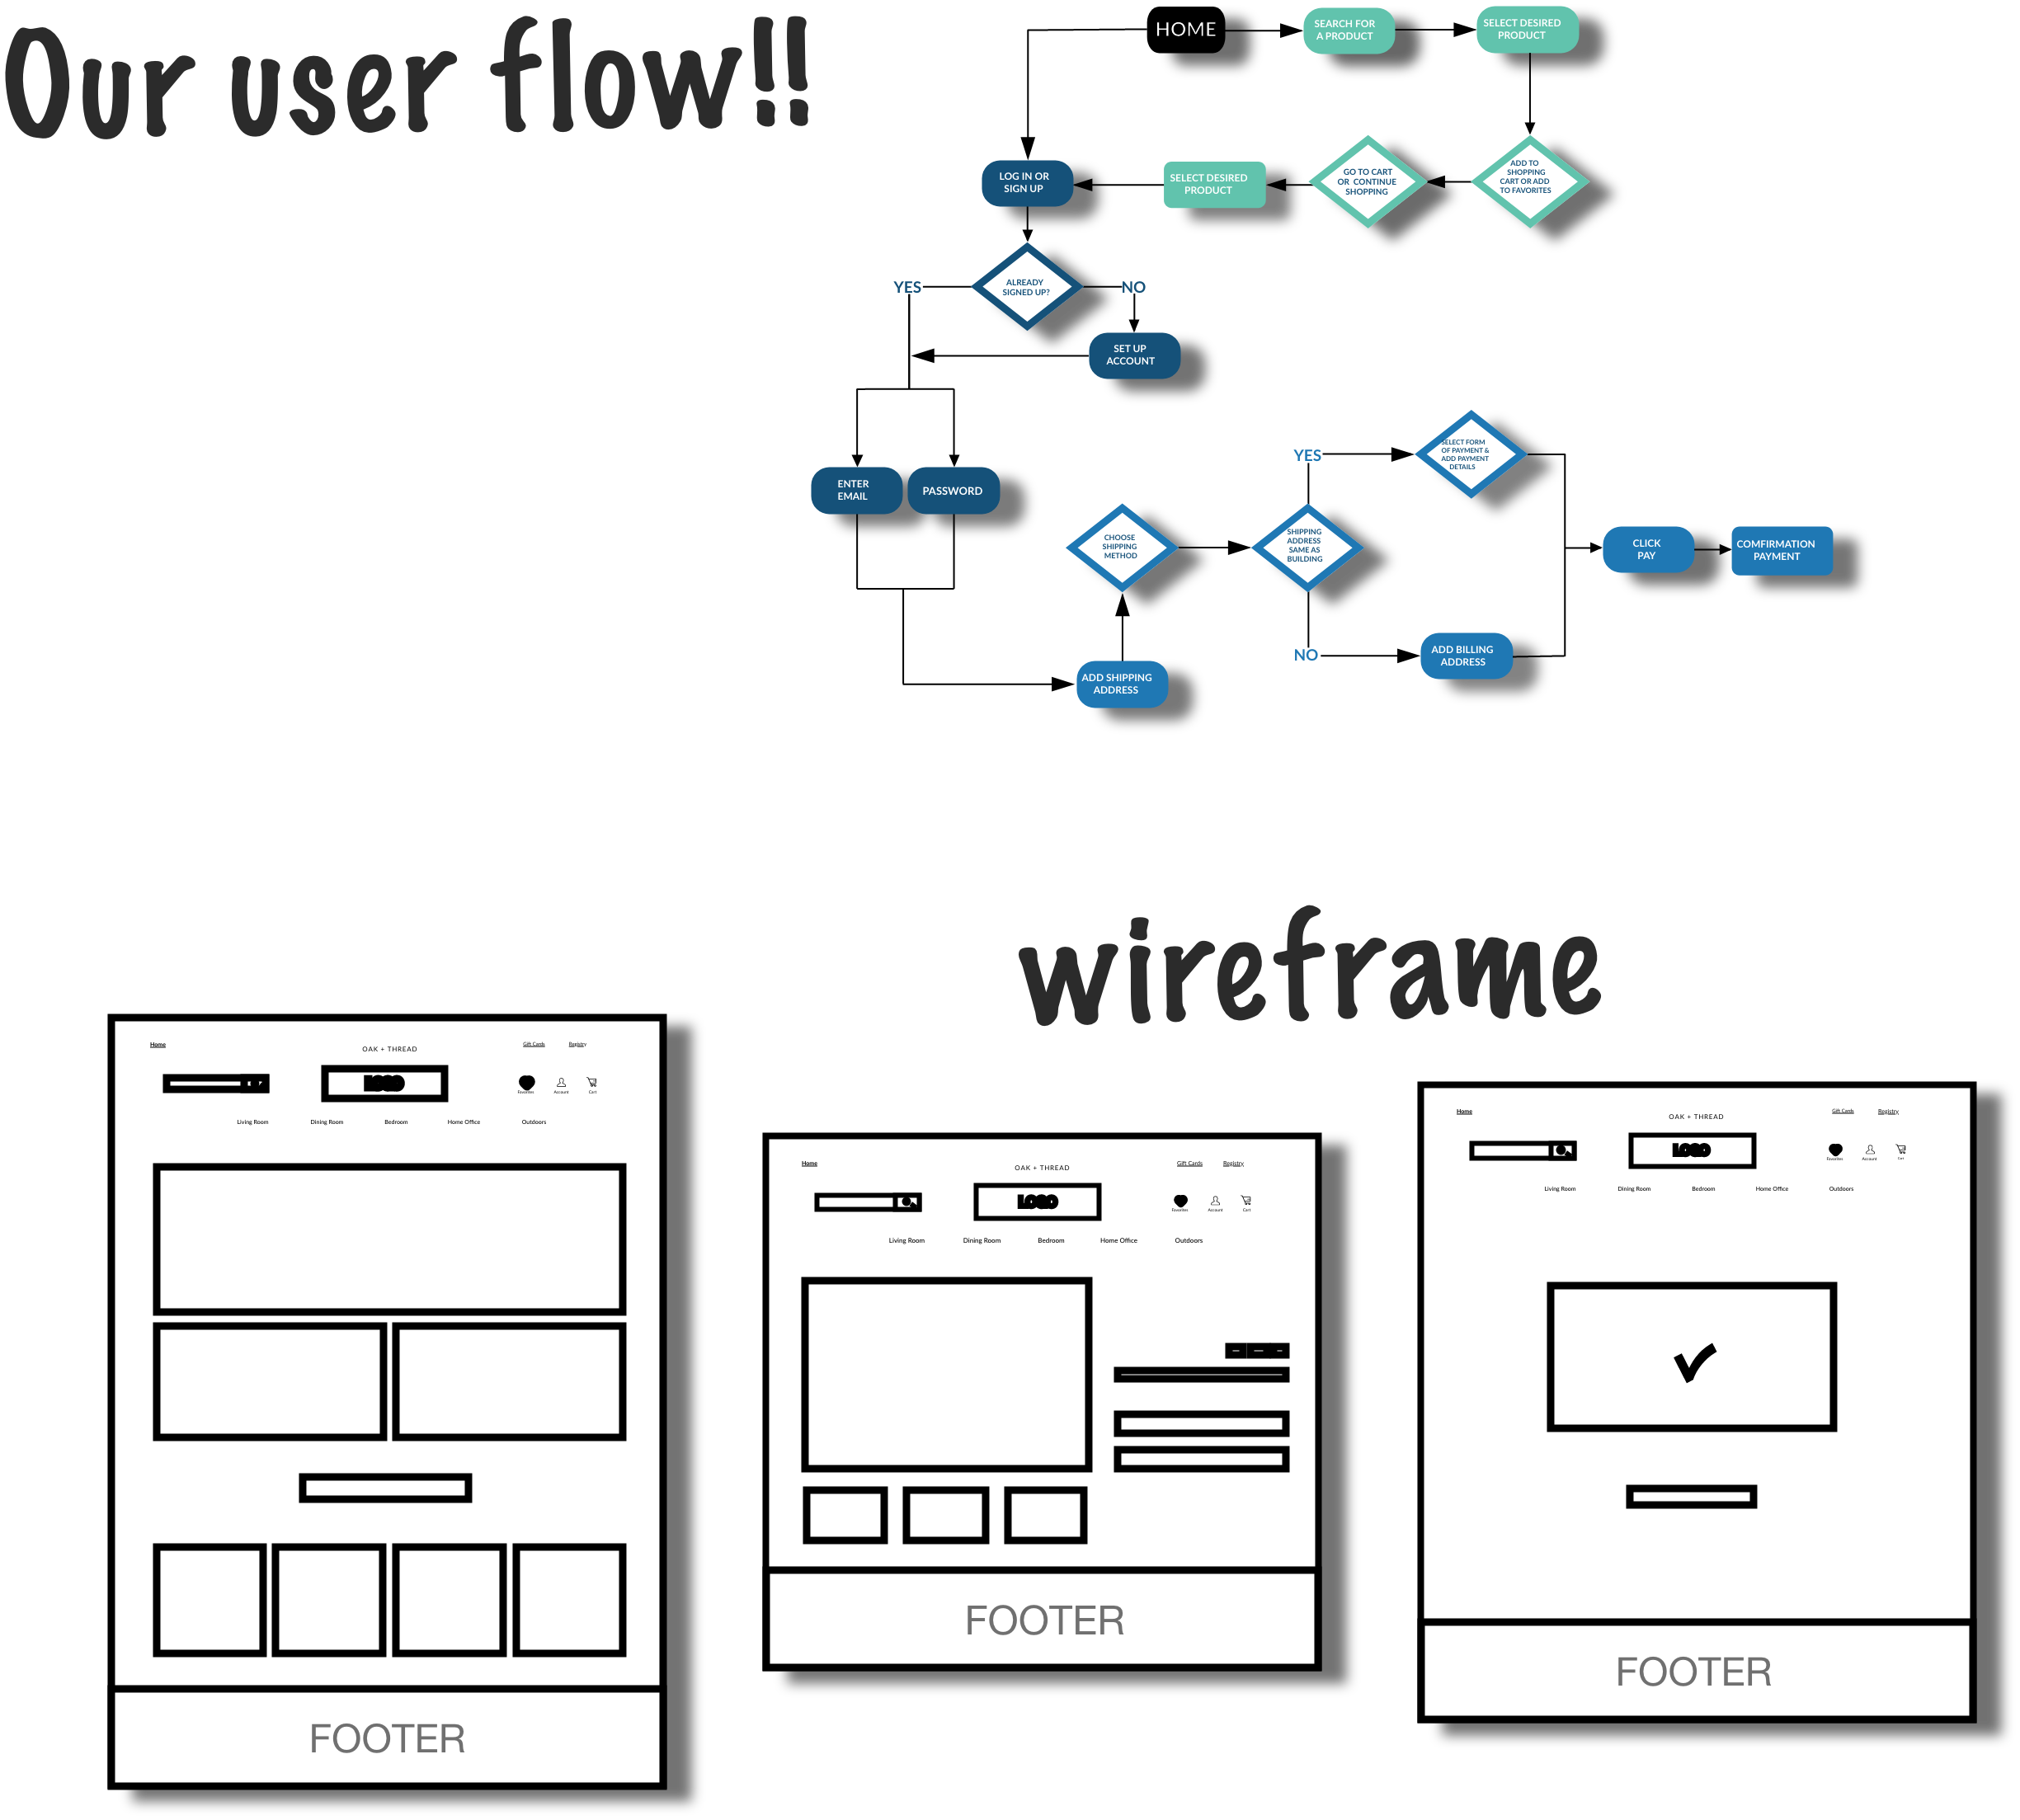 Our user flow!!
HOME
SEARCH FOR
A PRODUCT
SELECT DESIRED
PRODUCT
LOG IN OR
SIGN UP
SELECT DESIRED
PRODUCT
GO TO CART
OR CONTINUE
SHOPPING
ADD TO
SHOPPING
CART OR ADD
TO FAVORITES
YES
ALREADY
SIGNED UP?
NO
SET UP
ACCOUNT
ENTER
EMAIL
PASSWORD
CHOOSE
SHIPPING
METHOD
SHIPPING
ADDRESS
SAME AS
BUILDING
YES
SELECT FORM
OF PAYMENT &
ADD PAYMENT
DETAILS
CLICK
PAY
COMFIRMATION
PAYMENT
NO
ADD BILLING
ADDRESS
ADD SHIPPING
ADDRESS
wireframe
Home
OAK + THREAD
Gift Cards
Registry
LOGO
Favorites
Account
Cart
Living Room
Dining Room
Bedroom
Home Office
Outdoors
FOOTER
Home
OAK + THREAD
Gift Cards
Registry
LOGO
Favorites
Account
Cart
Living Room
Dining Room
Bedroom
Home Office
Outdoors
FOOTER
Home
OAK + THREAD
Gift Cards
Registry
LOGO
Favorites
Account
Cart
Living Room
Dining Room
Bedroom
Home Office
Outdoors
FOOTER